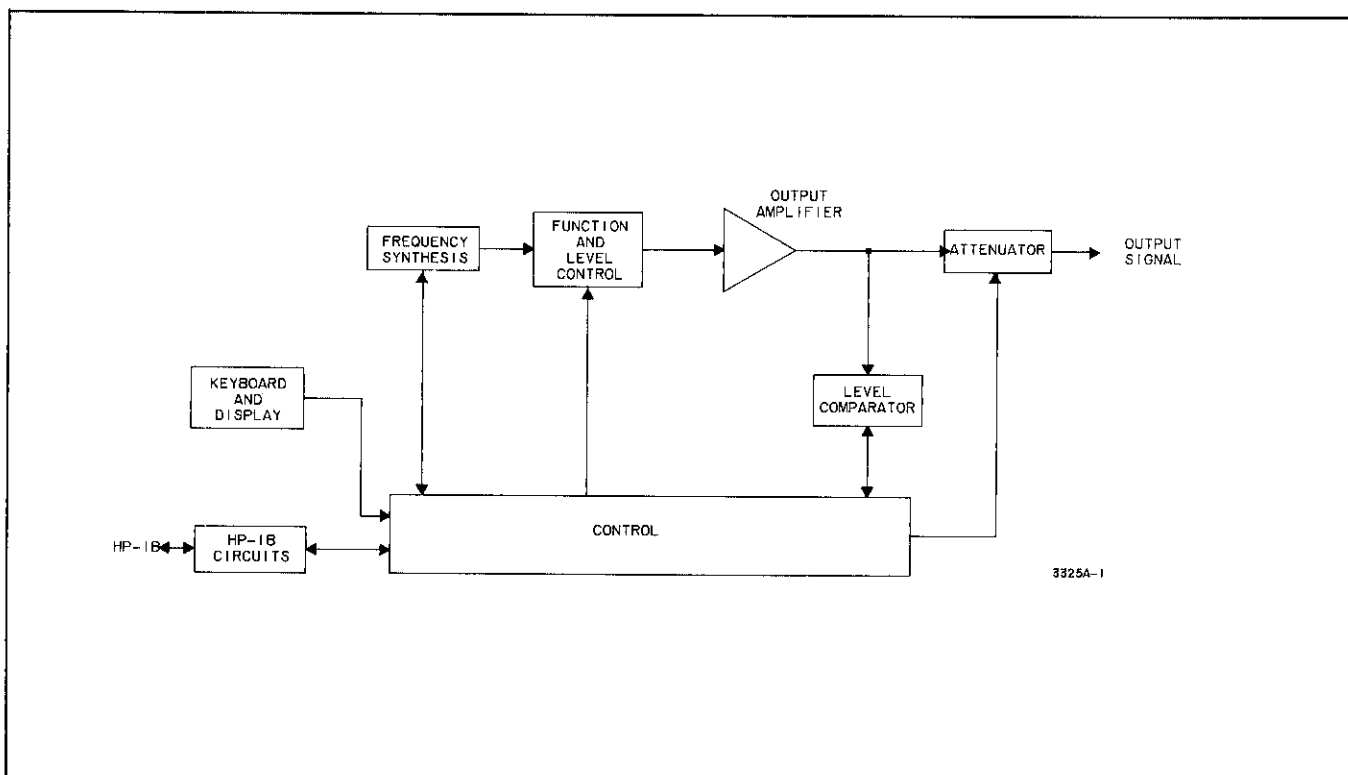 OUTPUT
AMPLIFIER
FREQUENCY
SYNTHESIS
FUNCTION
AND
LEVEL
CONTROL
ATTENUATOR
OUTPUT
SIGNAL
KEYBOARD
AND
DISPLAY
LEVEL
COMPARATOR
HP-IB
HP-IB
CIRCUITS
CONTROL
3325A-1